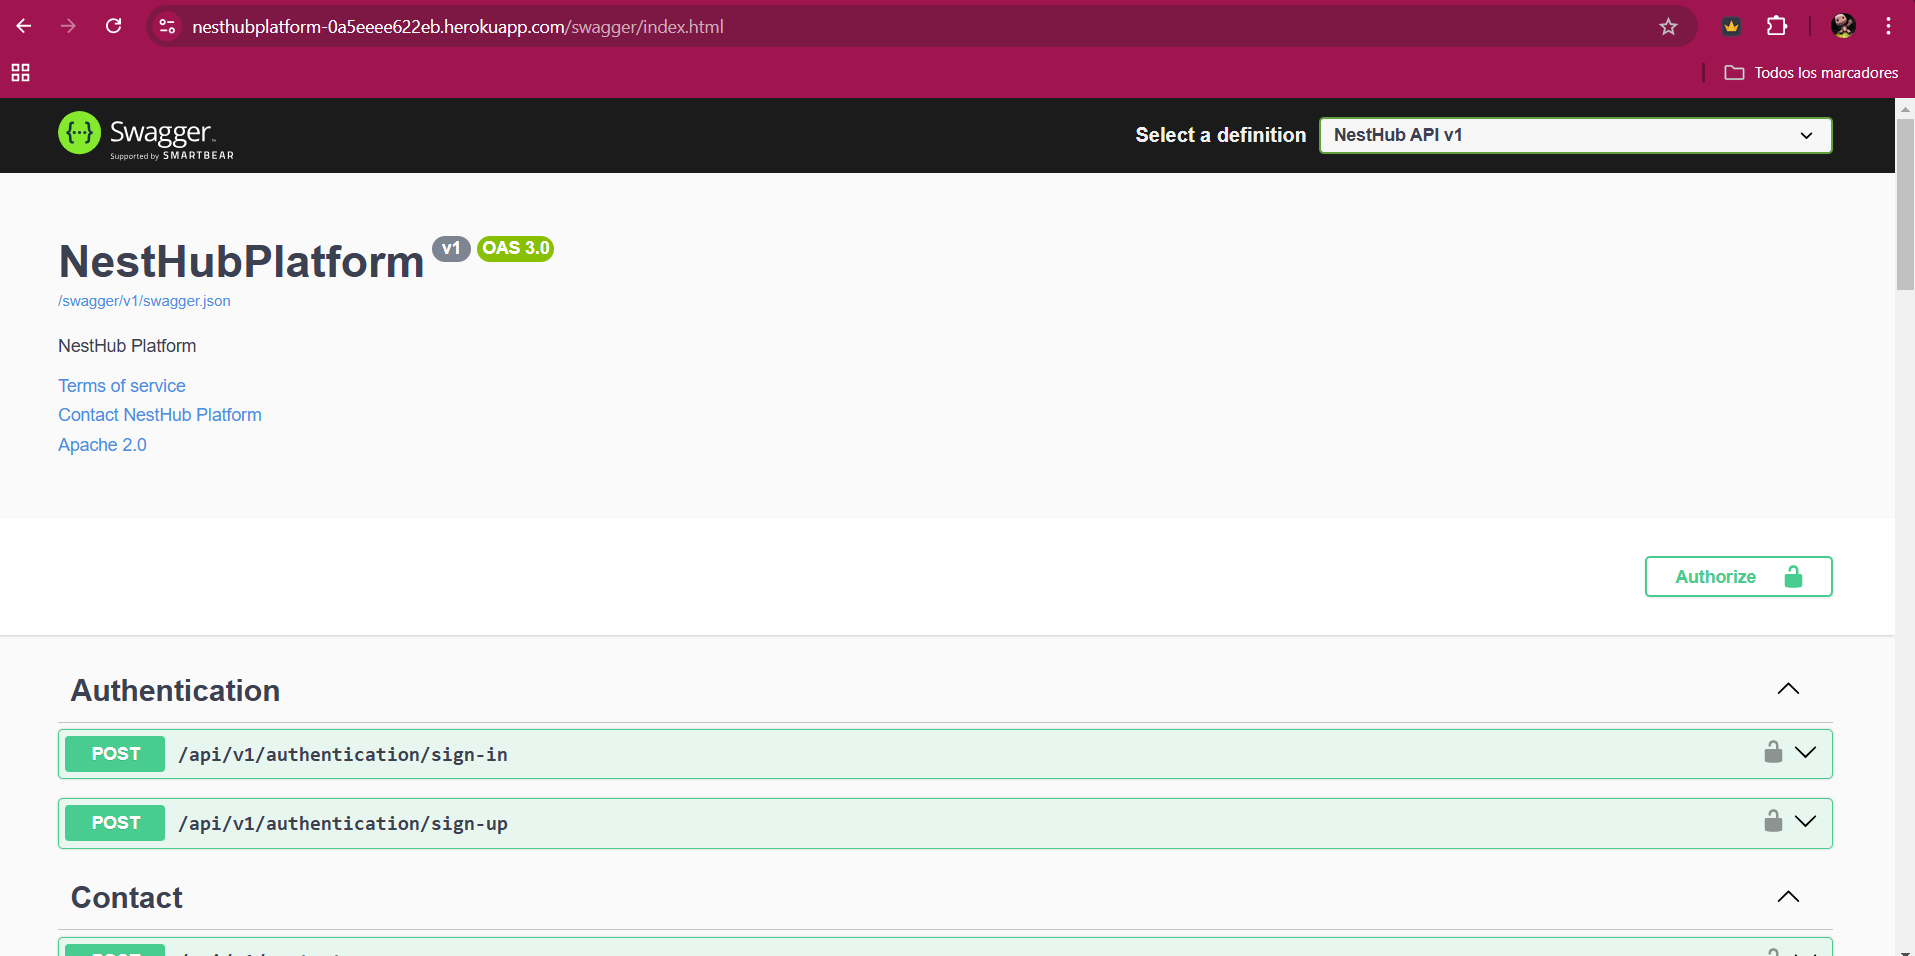 nesthubplatform-0a5eeee622eb.herokuapp.com/swagger/index.html
Todos los marcadores
Swagger
Supported by SMARTBEAR
Select a definition
NestHub API v1
NestHubPlatform v1 OAS 3.0
/swagger/v1/swagger.json
NestHub Platform
Terms of service
Contact NestHub Platform
Apache 2.0
Authorize
Authentication
POST /api/v1/authentication/sign-in
POST /api/v1/authentication/sign-up
Contact
POST